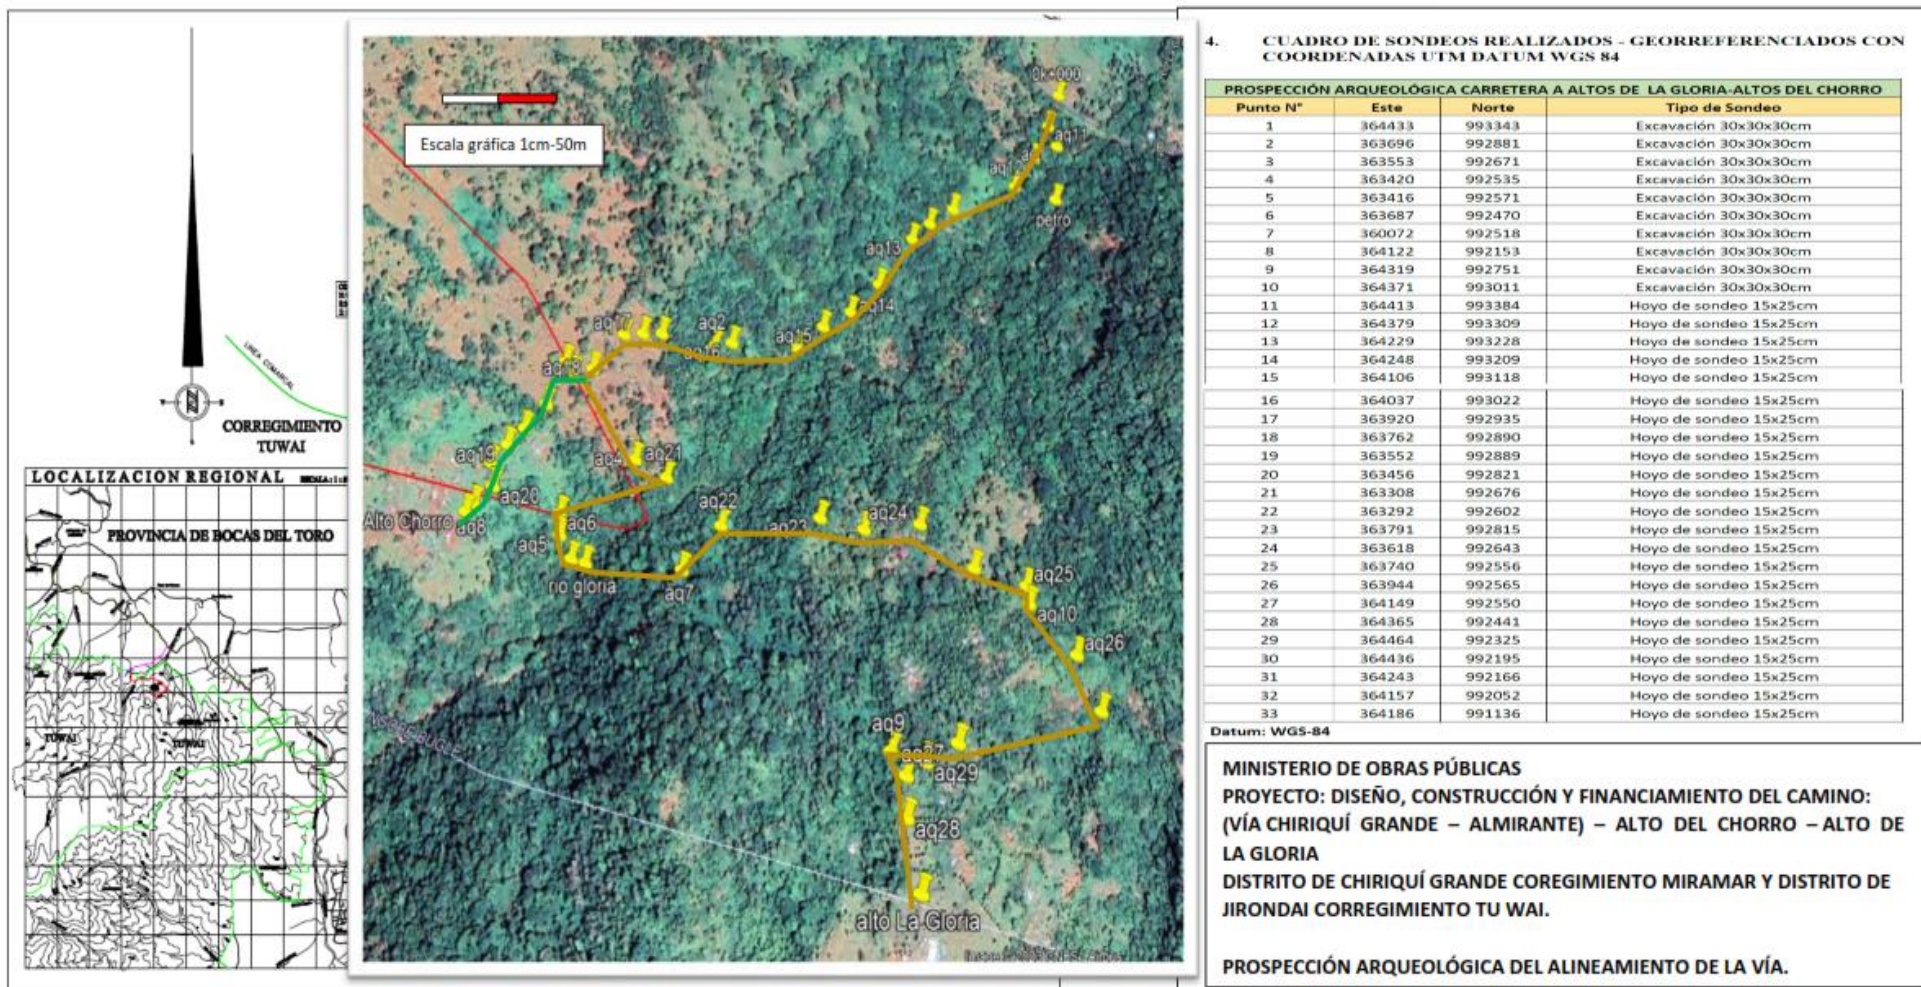 0k+000
aq11
aq12
petro
Escala gráfica 1cm-50m
aq13
aq14
aq15
aq2
aq16
aq17
aq18
aq19
aq20
aq4
aq21
Alto Chorro
aq8
aq6
aq5
rio gloria
aq7
aq22
aq23
aq24
aq25
aq10
aq26
aq9
aq27
aq29
aq28
alto La Gloria
LINEA COMARCAL
CORREGIMIENTO
TUWAI
LOCALIZACION REGIONAL
PROVINCIA DE BOCAS DEL TORO
TUWAI
TUWAI
4. CUADRO DE SONDEOS REALIZADOS - GEORREFERENCIADOS CON
COORDENADAS UTM DATUM WGS 84
PROSPECCIÓN ARQUEOLÓGICA CARRETERA A ALTOS DE LA GLORIA-ALTOS DEL CHORRO
Punto N° Este Norte Tipo de Sondeo
1 364433 993343 Excavación 30x30x30cm
2 363696 992881 Excavación 30x30x30cm
3 363553 992671 Excavación 30x30x30cm
4 363420 992535 Excavación 30x30x30cm
5 363416 992571 Excavación 30x30x30cm
6 363687 992470 Excavación 30x30x30cm
7 360072 992518 Excavación 30x30x30cm
8 364122 992153 Excavación 30x30x30cm
9 364319 992751 Excavación 30x30x30cm
10 364371 993011 Excavación 30x30x30cm
11 364413 993384 Hoyo de sondeo 15x25cm
12 364379 993309 Hoyo de sondeo 15x25cm
13 364229 993228 Hoyo de sondeo 15x25cm
14 364248 993209 Hoyo de sondeo 15x25cm
15 364106 993118 Hoyo de sondeo 15x25cm
16 364037 993022 Hoyo de sondeo 15x25cm
17 363920 992935 Hoyo de sondeo 15x25cm
18 363762 992890 Hoyo de sondeo 15x25cm
19 363552 992889 Hoyo de sondeo 15x25cm
20 363456 992821 Hoyo de sondeo 15x25cm
21 363308 992676 Hoyo de sondeo 15x25cm
22 363292 992602 Hoyo de sondeo 15x25cm
23 363791 992815 Hoyo de sondeo 15x25cm
24 363618 992643 Hoyo de sondeo 15x25cm
25 363740 992556 Hoyo de sondeo 15x25cm
26 363944 992565 Hoyo de sondeo 15x25cm
27 364149 992550 Hoyo de sondeo 15x25cm
28 364365 992441 Hoyo de sondeo 15x25cm
29 364464 992325 Hoyo de sondeo 15x25cm
30 364436 992195 Hoyo de sondeo 15x25cm
31 364243 992166 Hoyo de sondeo 15x25cm
32 364157 992052 Hoyo de sondeo 15x25cm
33 364186 991136 Hoyo de sondeo 15x25cm
Datum: WGS-84
MINISTERIO DE OBRAS PÚBLICAS
PROYECTO: DISEÑO, CONSTRUCCIÓN Y FINANCIAMIENTO DEL CAMINO:
(VÍA CHIRIQUÍ GRANDE – ALMIRANTE) – ALTO DEL CHORRO – ALTO DE
LA GLORIA
DISTRITO DE CHIRIQUÍ GRANDE COREGIMIENTO MIRAMAR Y DISTRITO DE
JIRONDAI CORREGIMIENTO TU WAI.
PROSPECCIÓN ARQUEOLÓGICA DEL ALINEAMIENTO DE LA VÍA.